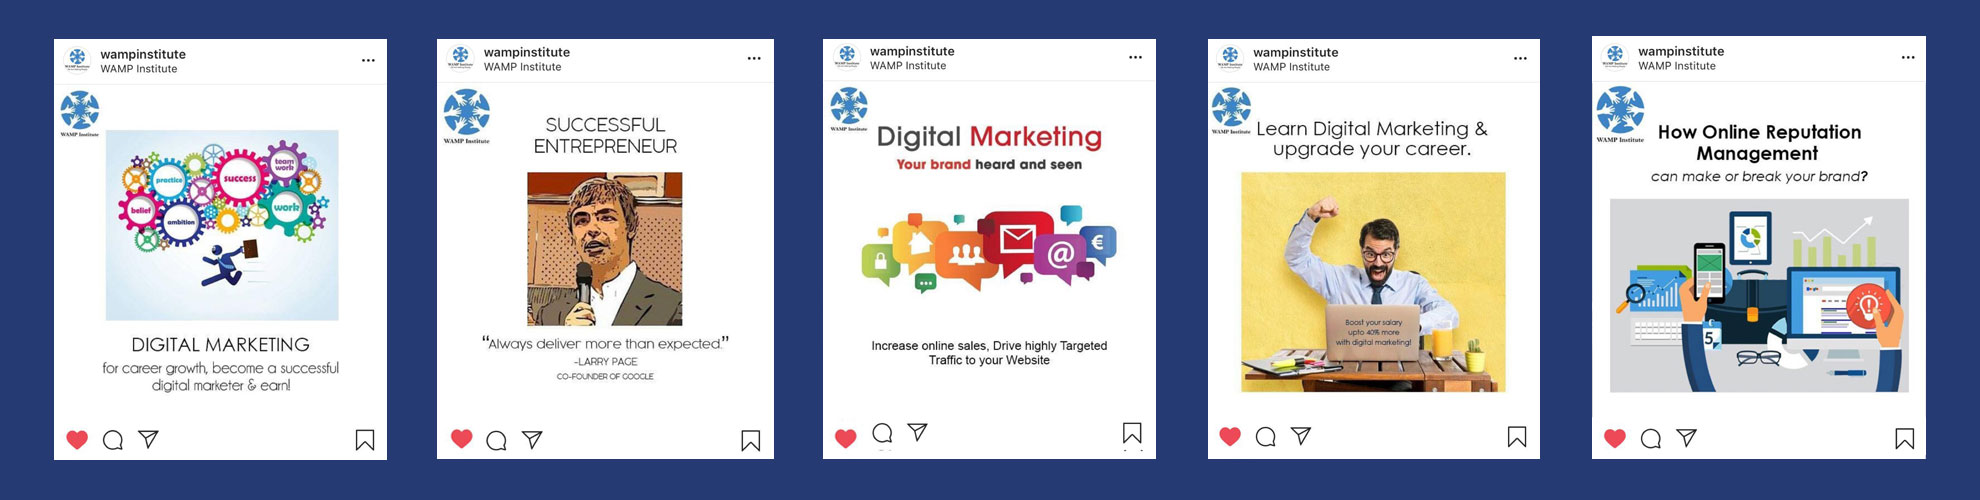 wampinstitute
WAMP Institute
WAMP Institute
team
work
practice
success
belief
ambition
work
DIGITAL MARKETING
for career growth, become a successful
digital marketer & earn!
wampinstitute
WAMP Institute
WAMP Institute
SUCCESSFUL
ENTREPRENEUR
“Always deliver more than expected.”
-LARRY PAGE
CO-FOUNDER OF GOOGLE
wampinstitute
WAMP Institute
WAMP Institute
Digital Marketing
Your brand heard and seen
@
€
Increase online sales, Drive highly Targeted
Traffic to your Website
wampinstitute
WAMP Institute
WAMP Institute
Learn Digital Marketing &
upgrade your career.
Boost your salary
upto 40% more
with digital marketing!
wampinstitute
WAMP Institute
WAMP Institute
How Online Reputation
Management
can make or break your brand?
5